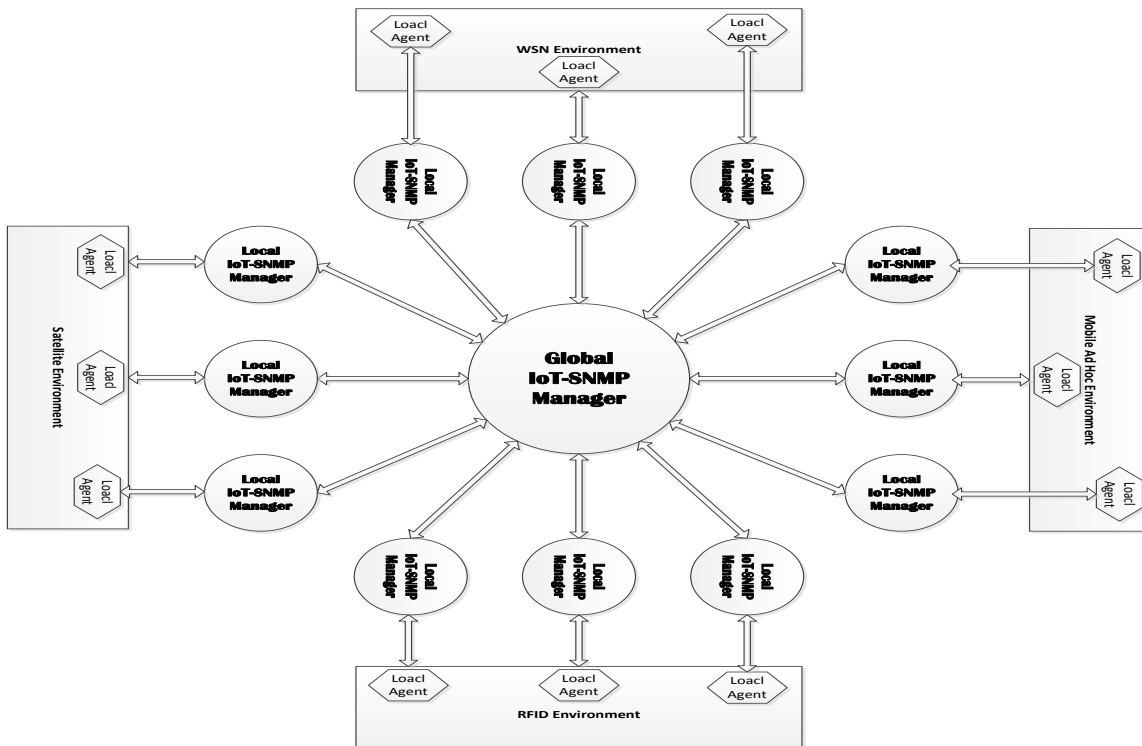 Loacl
Agent
Loacl
Agent
WSN Environment
Loacl
Agent
Local
IoT-SNMP
Manager
Local
IoT-SNMP
Manager
Local
IoT-SNMP
Manager
Loacl
Agent
Local
IoT-SNMP
Manager
Local
IoT-SNMP
Manager
Loacl
Agent
Satellite Environment
Loacl
Agent
Local
IoT-SNMP
Manager
Global
IoT-SNMP
Manager
Local
IoT-SNMP
Manager
Loacl
Agent
Mobile Ad Hoc Environment
Loacl
Agent
Local
IoT-SNMP
Manager
Local
IoT-SNMP
Manager
Loacl
Agent
Local
IoT-SNMP
Manager
Local
IoT-SNMP
Manager
Local
IoT-SNMP
Manager
Loacl
Agent
Loacl
Agent
Loacl
Agent
RFID Environment